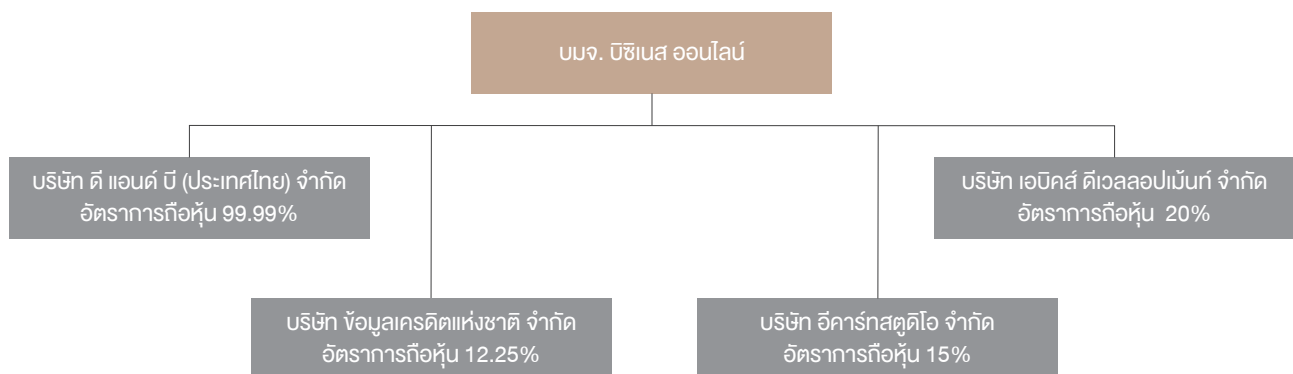 บมจ. บิซิเนส ออนไลน์
บริษัท ดี แอนด์ บี (ประเทศไทย) จำกัด
อัตราการถือหุ้น 99.99%
บริษัท เอบิคส์ ดีเวลลอปเม้นท์ จำกัด
อัตราการถือหุ้น 20%
บริษัท ข้อมูลเครดิตแห่งชาติ จำกัด
อัตราการถือหุ้น 12.25%
บริษัท อีคาร์ทสตูดิโอ จำกัด
อัตราการถือหุ้น 15%